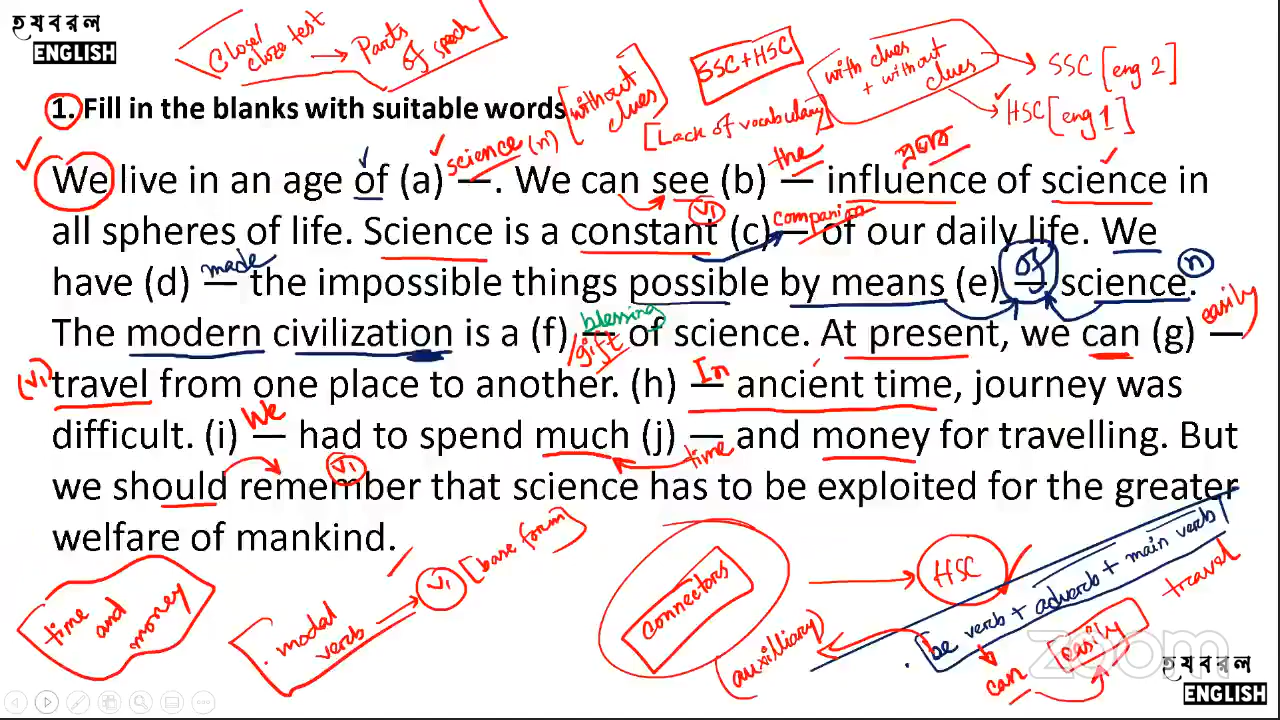 হযবরল
ENGLISH
Close/
cloze test → Parts
of speech
SSC+HSC
with clues
+ without
clues
SSC [eng 2]
HSC [eng 1]
1. Fill in the blanks with suitable words
[without
clues]
[Lack of vocabulary]
science (n)
the
প্রভাব
We live in an age of (a) —. We can see (b) — influence of science in
v1
companion
all spheres of life. Science is a constant (c) — of our daily life. We
made
of
n
have (d) — the impossible things possible by means (e) — science.
blessing
easily
The modern civilization is a (f) — of science. At present, we can (g) —
/gift
(v1)
In
travel from one place to another. (h) — ancient time, journey was
We
difficult. (i) — had to spend much (j) — and money for travelling. But
time
v1
we should remember that science has to be exploited for the greater
welfare of mankind.
time
and
money
modal
verb
v1 [base form]
connectors
HSC
be verb + adverb + main verb
auxilliary
can
easily
travel
zoom
হযবরল
ENGLISH